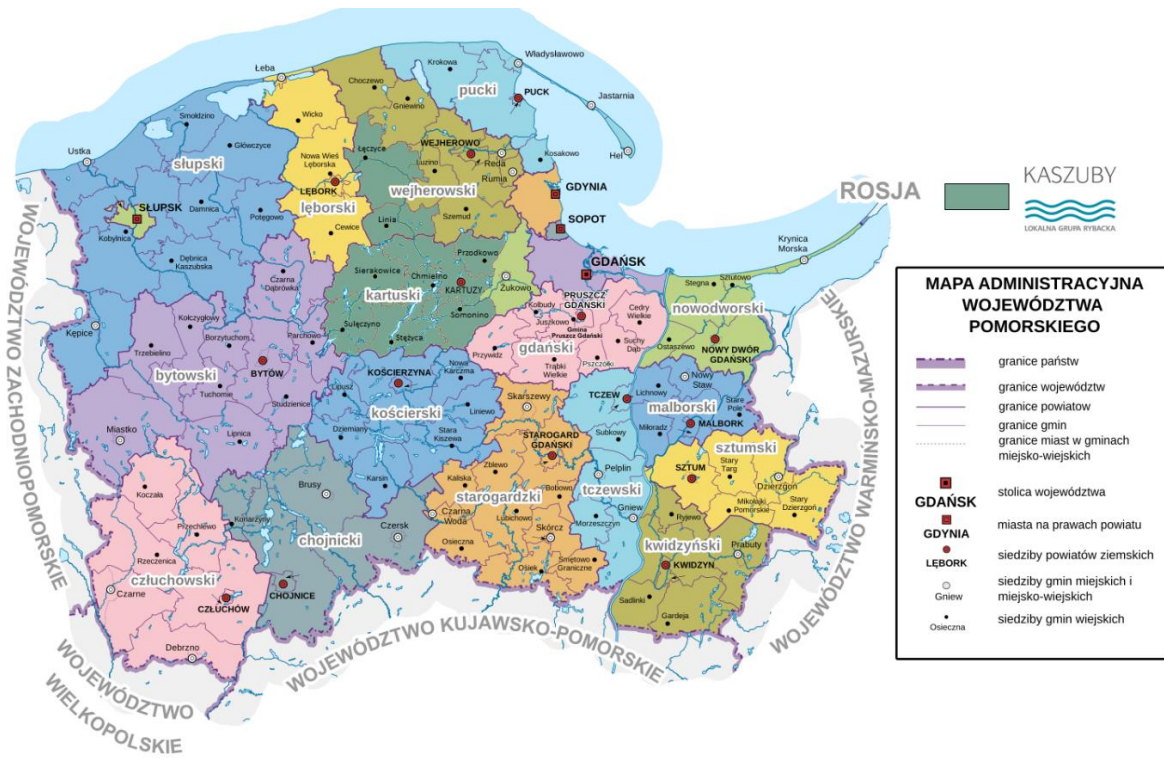 Władysławowo
Krokowa
pucki
PUCK
Jastarnia
Hel
Kosakowo
Łeba
Choczewo
Gniewino
Smołdzino
Wicko
Główczyce
Ustka
słupski
Nowa Wieś
Lęborska
LĘBORK
lęborski
Cewice
Łęczyce
WEJHEROWO
Luzino
Reda
Rumia
wejherowski
Szemud
Linia
GDYNIA
SOPOT
ROSJA
SŁUPSK
Damnica
Potęgowo
Kobylnica
Dębnica
Kaszubska
Kępice
Krynica
Morska
Przodkowo
Sierakowice
Chmielno
KARTUZY
kartuski
Żukowo
Somonino
Sulęczyno
Stężyca
GDAŃSK
PRUSZCZ
GDAŃSKI
Kolbudy
Juszkowo
Gmina
Pruszcz Gdański
Cedry
Wielkie
Suchy
Dąb
gdański
Przywidz
Trąbki
Wielkie
Pszczółki
Stegna
Sztutowo
nowodworski
Ostaszewo
NOWY DWÓR
GDAŃSKI
Czarna
Dąbrówka
Kołczygłowy
Borzytuchom
Parchowo
Trzebielino
bytowski
BYTÓW
Tuchomie
Studzienice
Miastko
Lipnica
KOŚCIERZYNA
Nowa
Karczma
Lipusz
kościerski
Liniewo
Dziemiany
Stara
Kiszewa
Karsin
Skarszewy
TCZEW
Lichnowy
Nowy
Staw
Stare
Pole
malborski
Miłoradz
MALBORK
STAROGARD
GDAŃSKI
Subkowy
Zblewo
Kaliska
Bobowo
Pelplin
starogardzki
tczewski
Lubichowo
Czarna
Woda
Skórcz
Morzeszczyn
Gniew
Osieczna
Osiek
Smętowo
Graniczne
sztumski
SZTUM
Stary
Targ
Dzierzgoń
Mikołajki
Pomorskie
Stary
Dzierzgoń
Ryjewo
Prabuty
kwidzyński
KWIDZYN
Sadlinki
Gardeja
Koczała
Brusy
Konarzyny
Czersk
chojnicki
CHOJNICE
Przechlewo
Rzeczenica
człuchowski
Czarne
CZŁUCHÓW
Debrzno
WOJEWÓDZTWO ZACHODNIOPOMORSKIE
WOJEWÓDZTWO
WIELKOPOLSKIE
WOJEWÓDZTWO KUJAWSKO-POMORSKIE
WOJEWÓDZTWO WARMIŃSKO-MAZURSKIE
KASZUBY
LOKALNA GRUPA RYBACKA
MAPA ADMINISTRACYJNA
WOJEWÓDZTWA
POMORSKIEGO
granice państw
granice województw
granice powiatow
granice gmin
granice miast w gminach
miejsko-wiejskich
GDAŃSK
stolica województwa
GDYNIA
miasta na prawach powiatu
LĘBORK
siedziby powiatów ziemskich
Gniew
siedziby gmin miejskich i
miejsko-wiejskich
Osieczna
siedziby gmin wiejskich